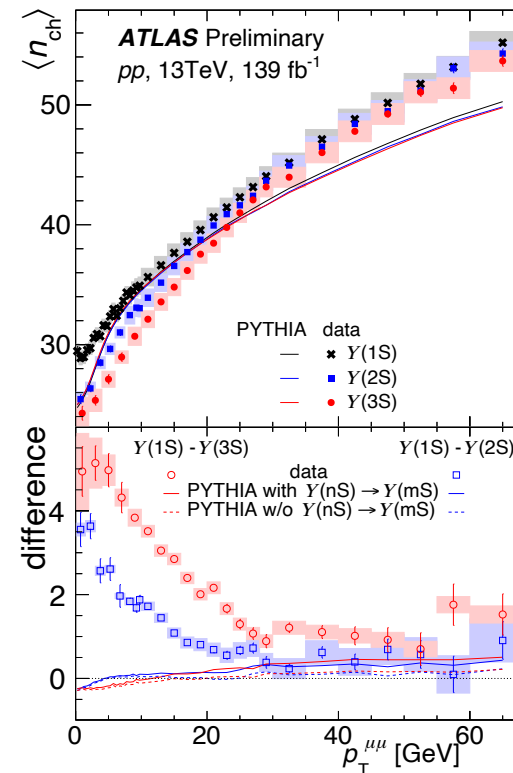 ⟨n_ch⟩
ATLAS Preliminary
pp, 13TeV, 139 fb⁻¹
50
40
30
PYTHIA data
ϒ(1S)
ϒ(2S)
ϒ(3S)
difference
ϒ(1S) -ϒ(3S) ϒ(1S) -ϒ(2S)
data
PYTHIA with ϒ(nS)→ϒ(mS)
PYTHIA w/o ϒ(nS)→ϒ(mS)
4
2
0
0 20 40 60
p_T^μμ [GeV]